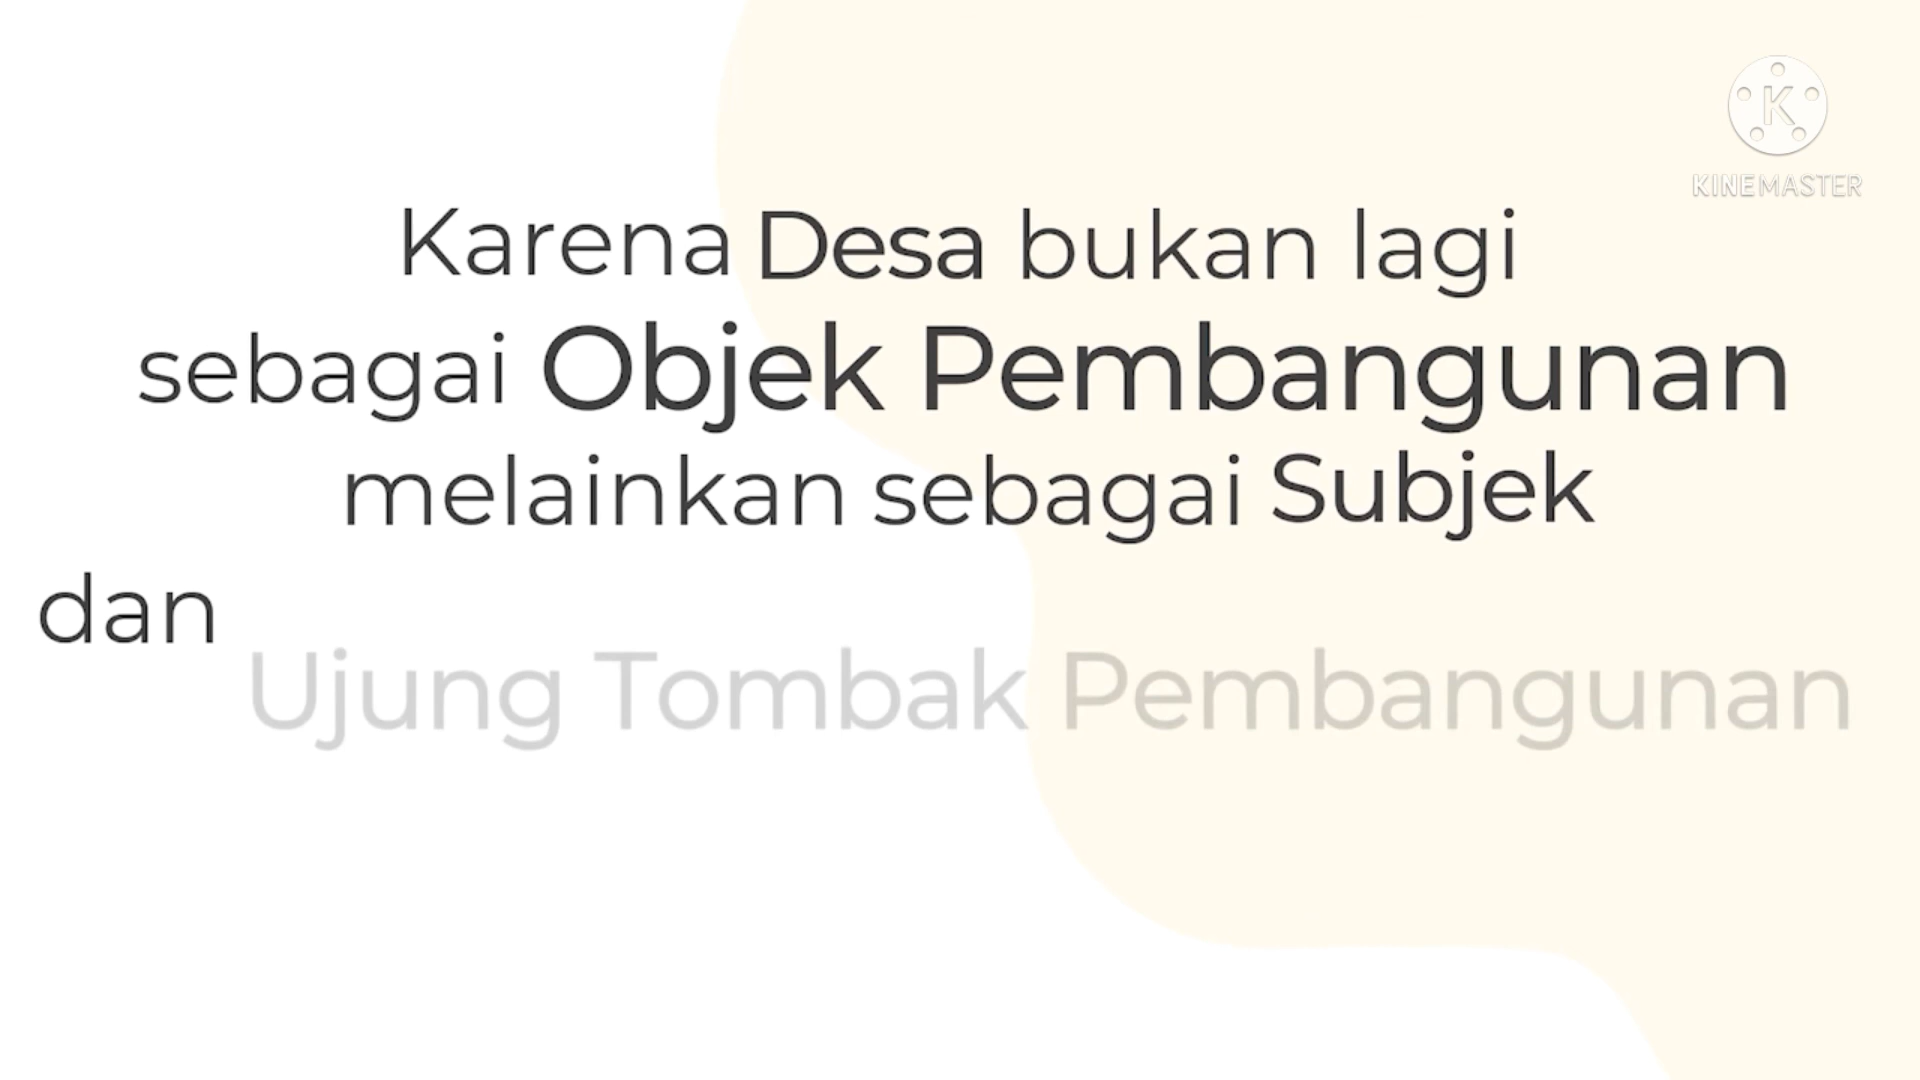 KINEMASTER
Karena Desa bukan lagi
sebagai Objek Pembangunan
melainkan sebagai Subjek
dan
Ujung Tombak Pembangunan